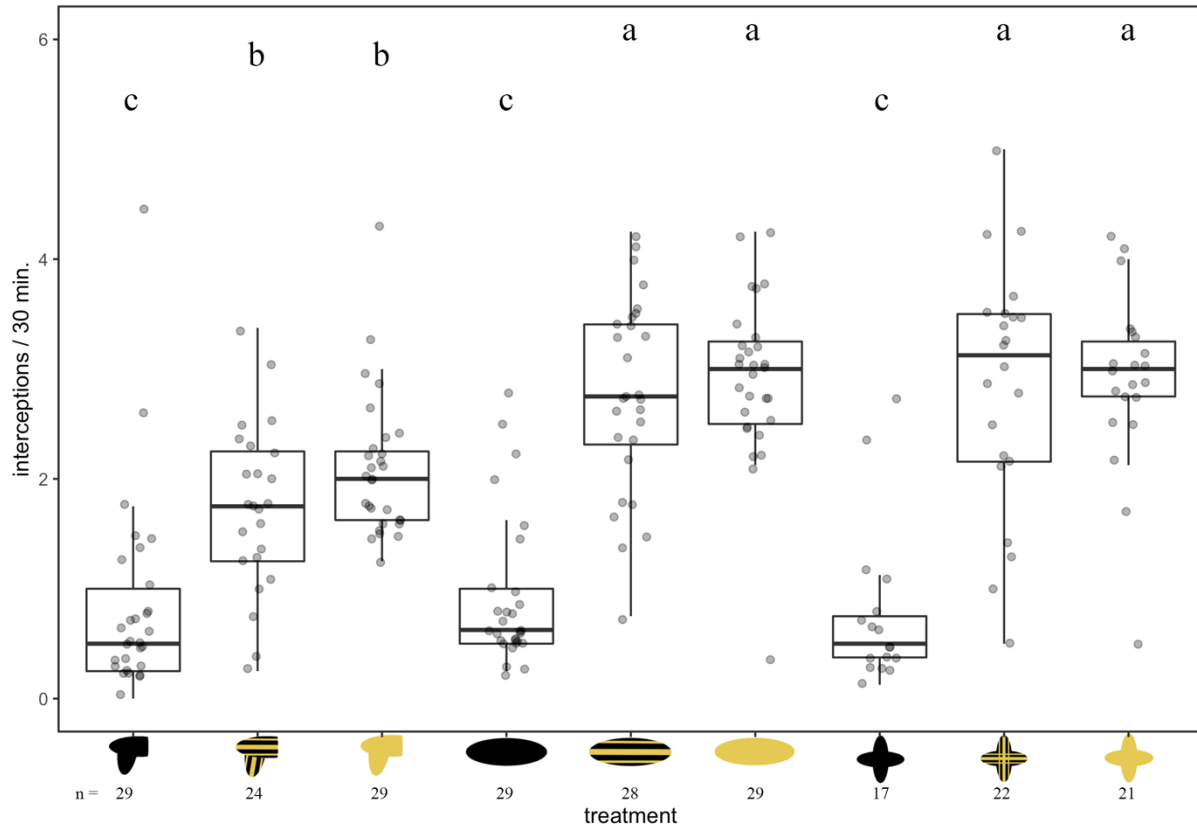 6
a a a a
b b
c c c
4
interceptions / 30 min.
2
0
n = 29 24 29 29 28 29 17 22 21
treatment